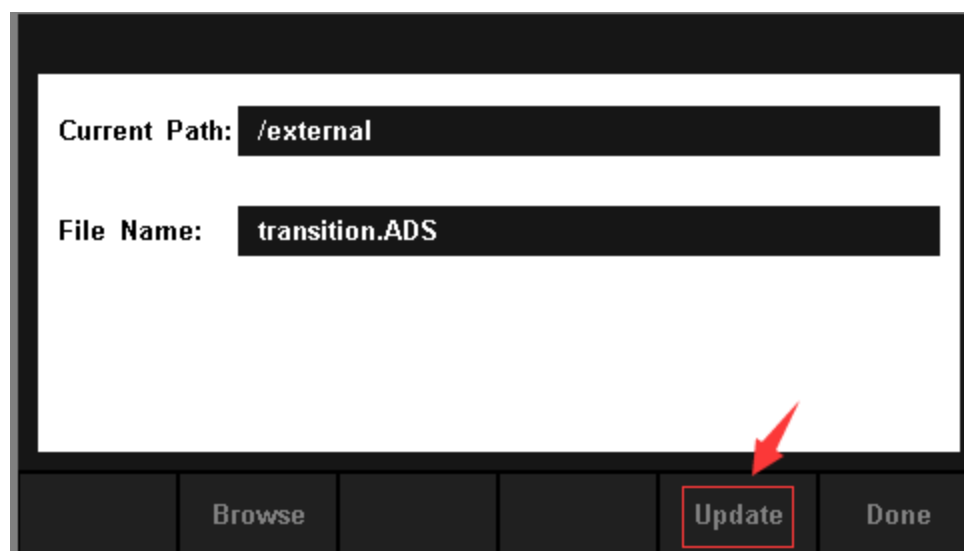 Current Path: /external
File Name: transition.ADS
Browse Update Done